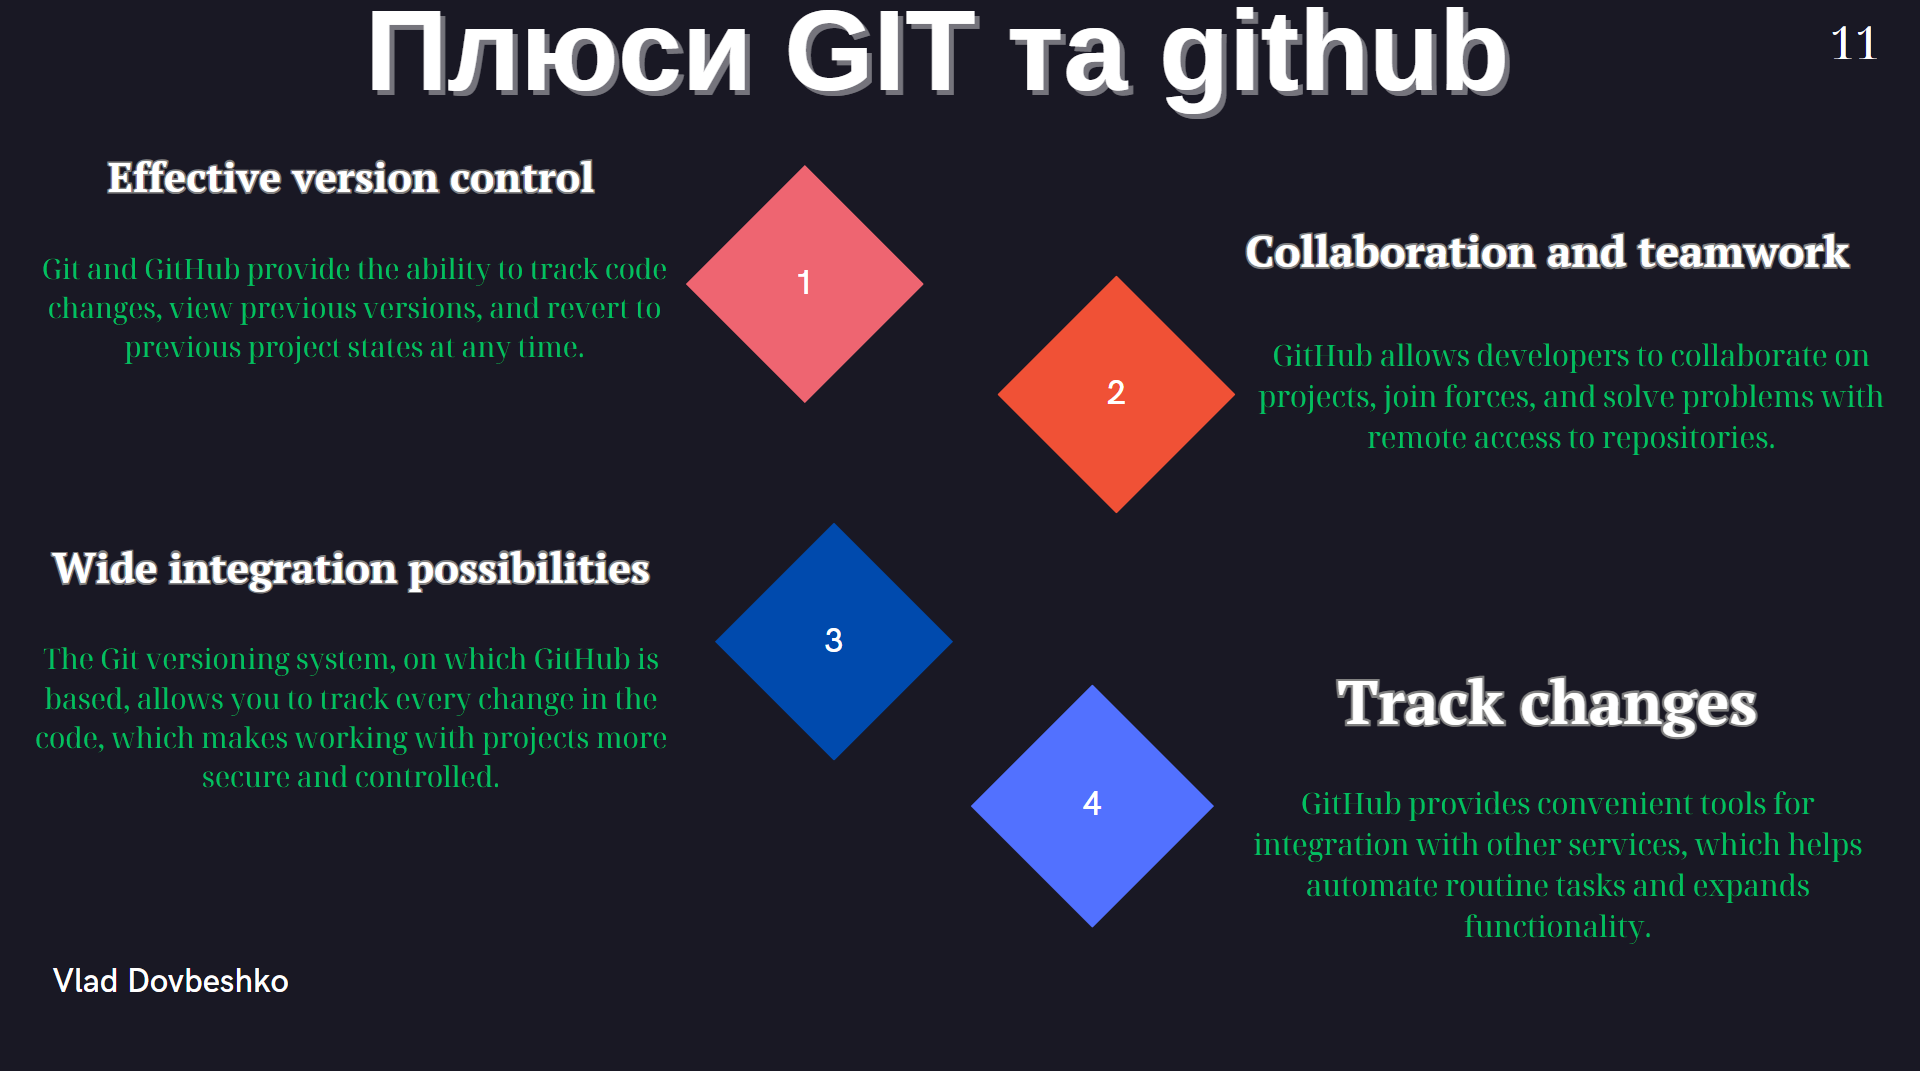 Плюси GIT та github
11
Effective version control
Git and GitHub provide the ability to track code
changes, view previous versions, and revert to
previous project states at any time.
1
Collaboration and teamwork
GitHub allows developers to collaborate on
projects, join forces, and solve problems with
remote access to repositories.
2
Wide integration possibilities
The Git versioning system, on which GitHub is
based, allows you to track every change in the
code, which makes working with projects more
secure and controlled.
3
Track changes
GitHub provides convenient tools for
integration with other services, which helps
automate routine tasks and expands
functionality.
4
Vlad Dovbeshko